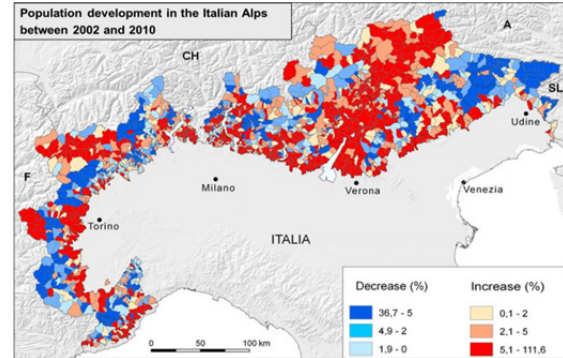 Population development in the Italian Alps
between 2002 and 2010
A
CH
SL
Udine
F
Milano
Verona
Venezia
Torino
ITALIA
Decrease (%)
36,7 - 5
4,9 - 2
1,9 - 0
Increase (%)
0,1 - 2
2,1 - 5
5,1 - 111,6
0 50 100 km